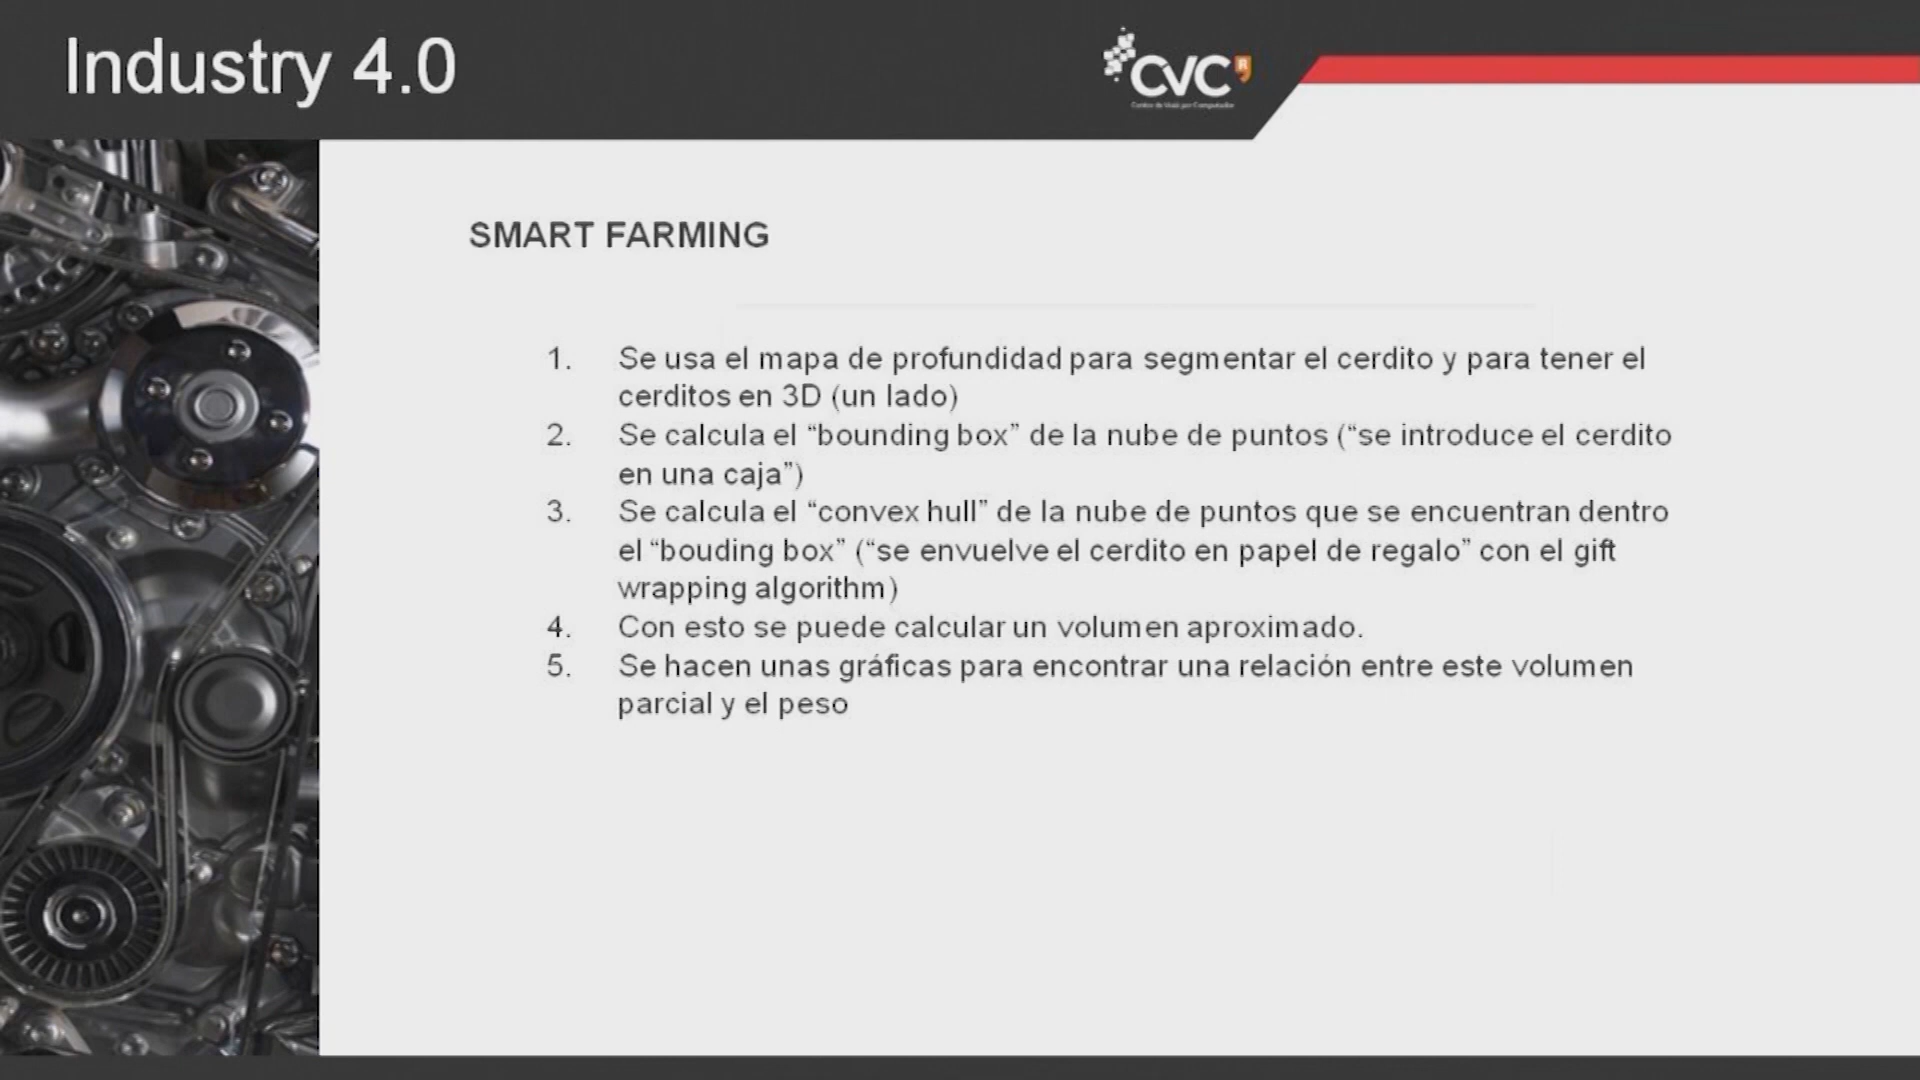 Industry 4.0
CVC
Centre de Visió per Computador
SMART FARMING
1. Se usa el mapa de profundidad para segmentar el cerdito y para tener el
cerditos en 3D (un lado)
2. Se calcula el “bounding box” de la nube de puntos (“se introduce el cerdito
en una caja”)
3. Se calcula el “convex hull” de la nube de puntos que se encuentran dentro
el “bouding box” (“se envuelve el cerdito en papel de regalo” con el gift
wrapping algorithm)
4. Con esto se puede calcular un volumen aproximado.
5. Se hacen unas gráficas para encontrar una relación entre este volumen
parcial y el peso